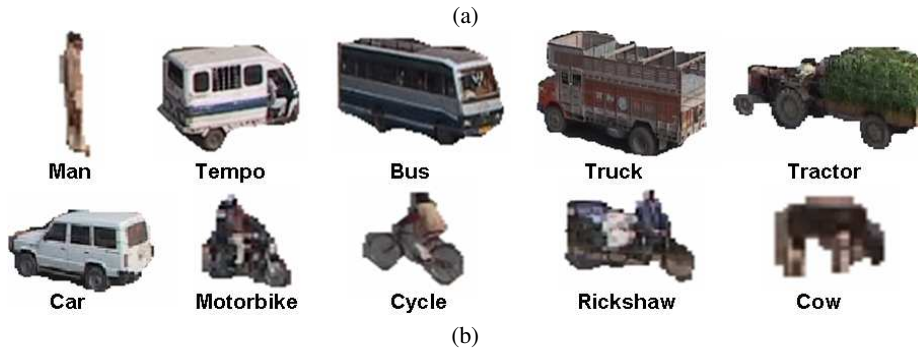 (a)
Man Tempo Bus Truck Tractor
Car Motorbike Cycle Rickshaw Cow
(b)